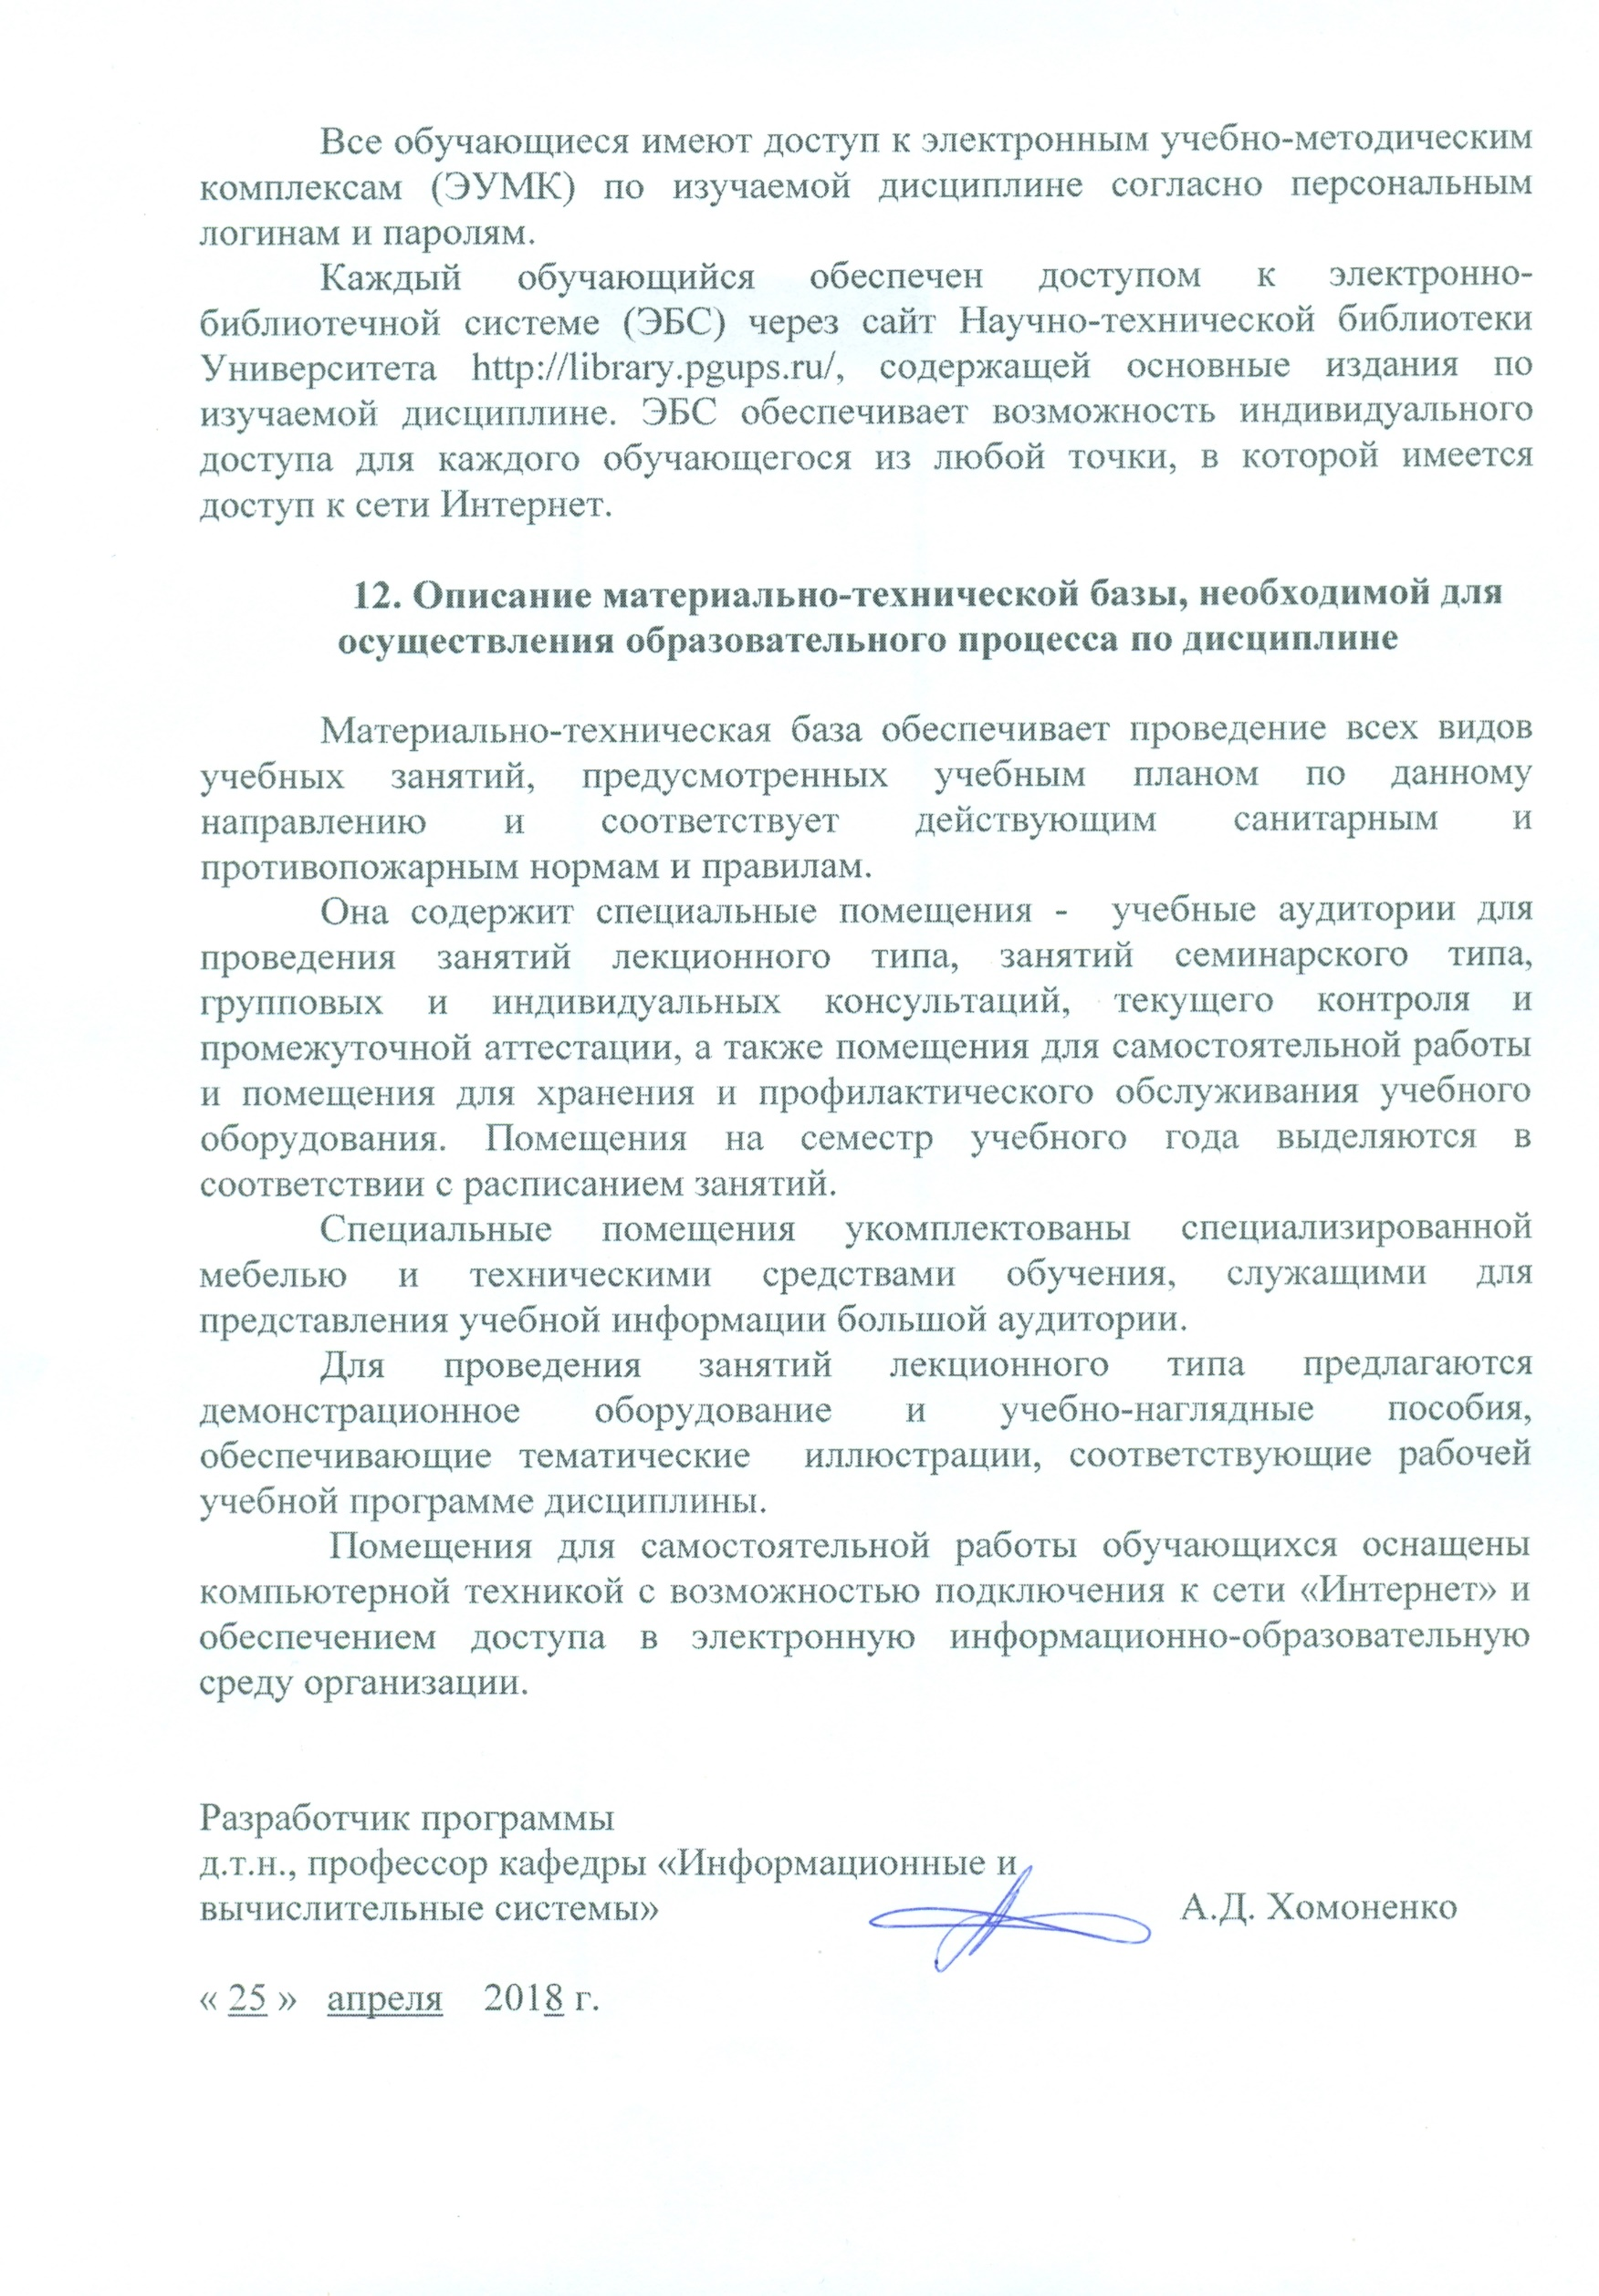 Все обучающиеся имеют доступ к электронным учебно-методическим
комплексам (ЭУМК) по изучаемой дисциплине согласно персональным
логинам и паролям.
Каждый обучающийся обеспечен доступом к электронно-
библиотечной системе (ЭБС) через сайт Научно-технической библиотеки
Университета http://library.pgups.ru/, содержащей основные издания по
изучаемой дисциплине. ЭБС обеспечивает возможность индивидуального
доступа для каждого обучающегося из любой точки, в которой имеется
доступ к сети Интернет.
12. Описание материально-технической базы, необходимой для
осуществления образовательного процесса по дисциплине
Материально-техническая база обеспечивает проведение всех видов
учебных занятий, предусмотренных учебным планом по данному
направлению и соответствует действующим санитарным и
противопожарным нормам и правилам.
Она содержит специальные помещения - учебные аудитории для
проведения занятий лекционного типа, занятий семинарского типа,
групповых и индивидуальных консультаций, текущего контроля и
промежуточной аттестации, а также помещения для самостоятельной работы
и помещения для хранения и профилактического обслуживания учебного
оборудования. Помещения на семестр учебного года выделяются в
соответствии с расписанием занятий.
Специальные помещения укомплектованы специализированной
мебелью и техническими средствами обучения, служащими для
представления учебной информации большой аудитории.
Для проведения занятий лекционного типа предлагаются
демонстрационное оборудование и учебно-наглядные пособия,
обеспечивающие тематические иллюстрации, соответствующие рабочей
учебной программе дисциплины.
Помещения для самостоятельной работы обучающихся оснащены
компьютерной техникой с возможностью подключения к сети «Интернет» и
обеспечением доступа в электронную информационно-образовательную
среду организации.
Разработчик программы
д.т.н., профессор кафедры «Информационные и
вычислительные системы» А.Д. Хомоненко
« 25 » апреля 2018 г.